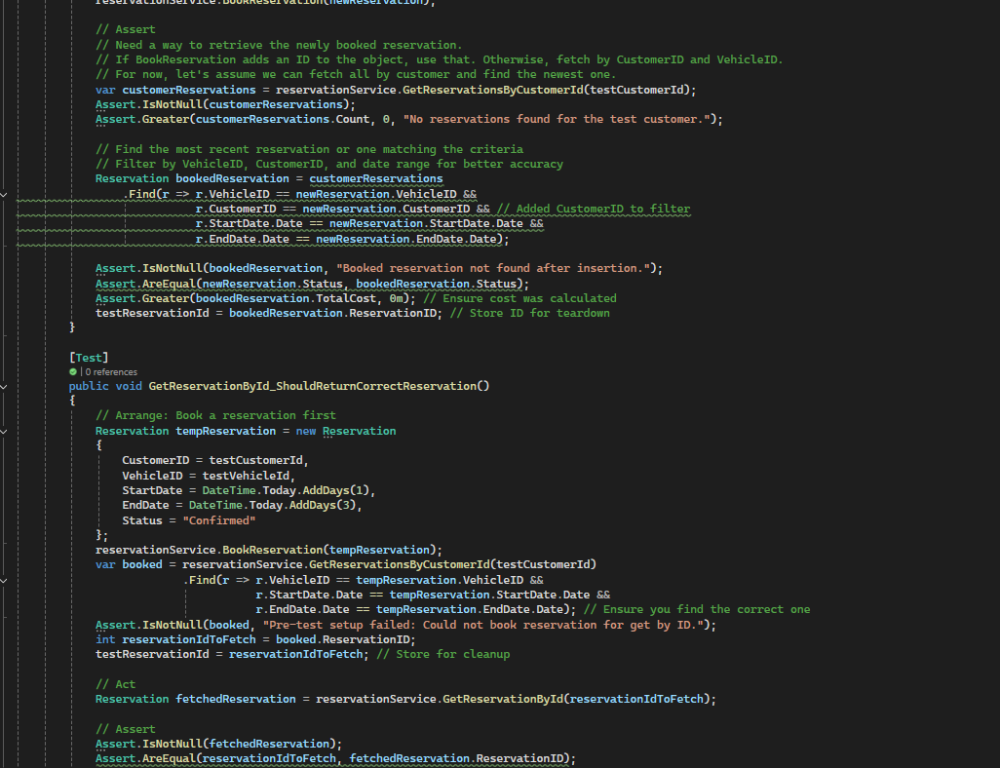 reservationService.BookReservation(newReservation);
// Assert
// Need a way to retrieve the newly booked reservation.
// If BookReservation adds an ID to the object, use that. Otherwise, fetch by CustomerID and VehicleID.
// For now, let's assume we can fetch all by customer and find the newest one.
var customerReservations = reservationService.GetReservationsByCustomerId(testCustomerId);
Assert.IsNotNull(customerReservations);
Assert.Greater(customerReservations.Count, 0, "No reservations found for the test customer.");
// Find the most recent reservation or one matching the criteria
// Filter by VehicleID, CustomerID, and date range for better accuracy
Reservation bookedReservation = customerReservations
.Find(r => r.VehicleID == newReservation.VehicleID &&
r.CustomerID == newReservation.CustomerID && // Added CustomerID to filter
r.StartDate.Date == newReservation.StartDate.Date &&
r.EndDate.Date == newReservation.EndDate.Date);
Assert.IsNotNull(bookedReservation, "Booked reservation not found after insertion.");
Assert.AreEqual(newReservation.Status, bookedReservation.Status);
Assert.Greater(bookedReservation.TotalCost, 0m); // Ensure cost was calculated
testReservationId = bookedReservation.ReservationID; // Store ID for teardown
}
[Test]
| 0 references
public void GetReservationById_ShouldReturnCorrectReservation()
{
// Arrange: Book a reservation first
Reservation tempReservation = new Reservation
{
CustomerID = testCustomerId,
VehicleID = testVehicleId,
StartDate = DateTime.Today.AddDays(1),
EndDate = DateTime.Today.AddDays(3),
Status = "Confirmed"
};
reservationService.BookReservation(tempReservation);
var booked = reservationService.GetReservationsByCustomerId(testCustomerId)
.Find(r => r.VehicleID == tempReservation.VehicleID &&
r.StartDate.Date == tempReservation.StartDate.Date &&
r.EndDate.Date == tempReservation.EndDate.Date); // Ensure you find the correct one
Assert.IsNotNull(booked, "Pre-test setup failed: Could not book reservation for get by ID.");
int reservationIdToFetch = booked.ReservationID;
testReservationId = reservationIdToFetch; // Store for cleanup
// Act
Reservation fetchedReservation = reservationService.GetReservationById(reservationIdToFetch);
// Assert
Assert.IsNotNull(fetchedReservation);
Assert.AreEqual(reservationIdToFetch, fetchedReservation.ReservationID);